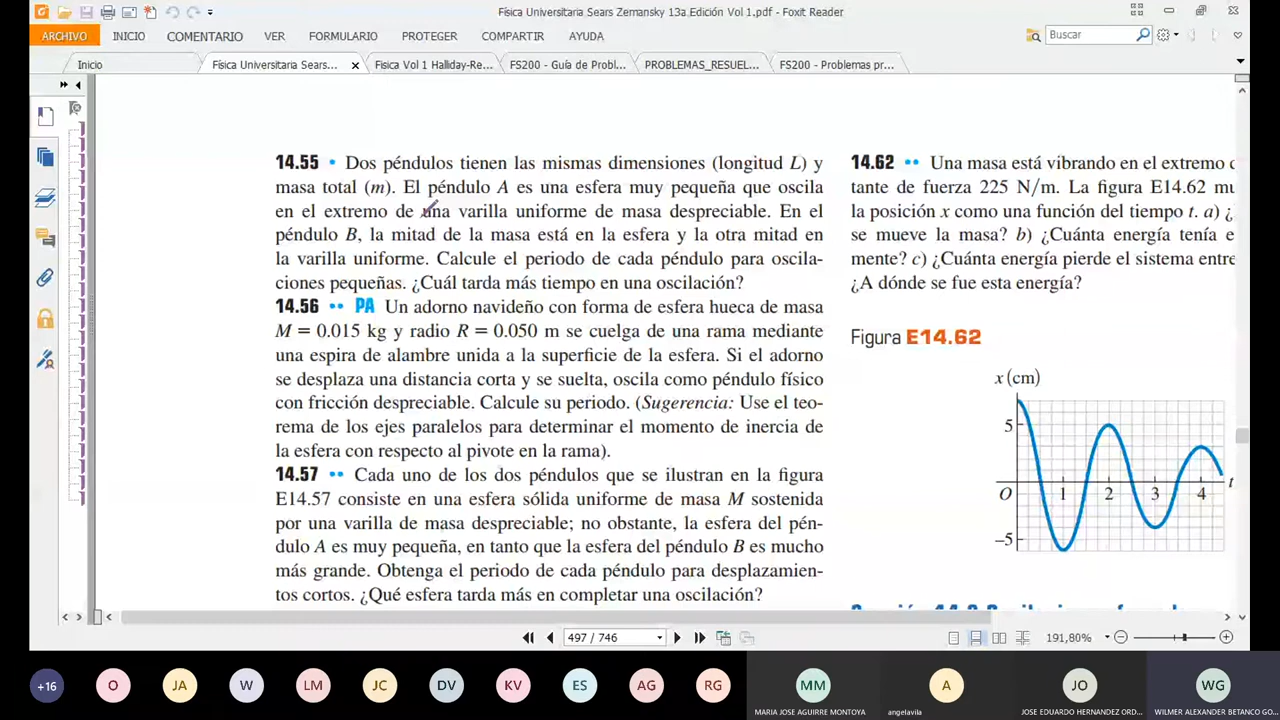 Física Universitaria Sears Zemansky 13a.Edición Vol 1.pdf - Foxit Reader
ARCHIVO INICIO COMENTARIO VER FORMULARIO PROTEGER COMPARTIR AYUDA Buscar
Inicio Física Universitaria Sears... Fisica Vol 1 Halliday-Re... FS200 - Guía de Probl... PROBLEMAS_RESUEL... FS200 - Problemas pr...
14.55 • Dos péndulos tienen las mismas dimensiones (longitud L) y
masa total (m). El péndulo A es una esfera muy pequeña que oscila
en el extremo de una varilla uniforme de masa despreciable. En el
péndulo B, la mitad de la masa está en la esfera y la otra mitad en
la varilla uniforme. Calcule el periodo de cada péndulo para oscila-
ciones pequeñas. ¿Cuál tarda más tiempo en una oscilación?
14.56 •• PA Un adorno navideño con forma de esfera hueca de masa
M = 0.015 kg y radio R = 0.050 m se cuelga de una rama mediante
una espira de alambre unida a la superficie de la esfera. Si el adorno
se desplaza una distancia corta y se suelta, oscila como péndulo físico
con fricción despreciable. Calcule su periodo. (Sugerencia: Use el teo-
rema de los ejes paralelos para determinar el momento de inercia de
la esfera con respecto al pivote en la rama).
14.57 •• Cada uno de los dos péndulos que se ilustran en la figura
E14.57 consiste en una esfera sólida uniforme de masa M sostenida
por una varilla de masa despreciable; no obstante, la esfera del pén-
dulo A es muy pequeña, en tanto que la esfera del péndulo B es mucho
más grande. Obtenga el periodo de cada péndulo para desplazamien-
tos cortos. ¿Qué esfera tarda más en completar una oscilación?
14.62 •• Una masa está vibrando en el extremo
tante de fuerza 225 N/m. La figura E14.62
la posición x como una función del tiempo t. a)
se mueve la masa? b) ¿Cuánta energía tenía
mente? c) ¿Cuánta energía pierde el sistema entre
¿A dónde se fue esta energía?
Figura E14.62
x (cm)
5
O 1 2 3 4 t
−5
497 / 746 191,80%
+16 O JA W LM JC DV KV ES AG RG MM A JO WG
MARIA JOSE AGUIRRE MONTOYA angelavila JOSE EDUARDO HERNANDEZ ORD... WILMER ALEXANDER BETANCO GO...